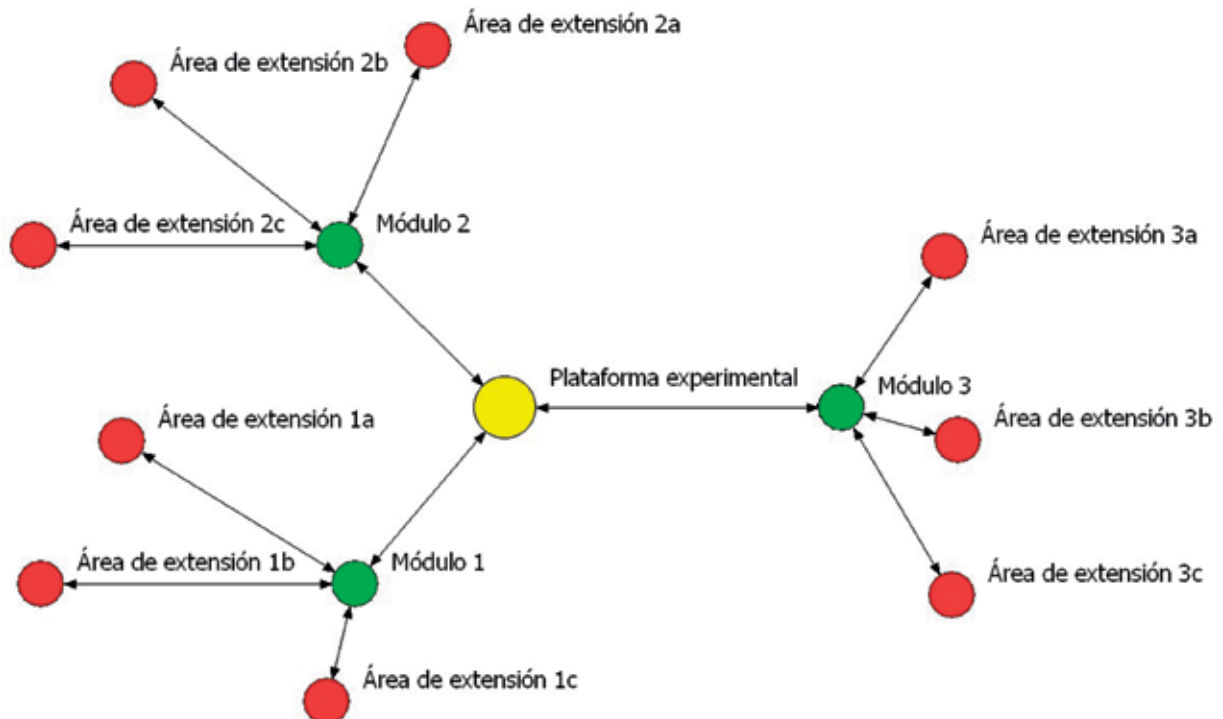 Área de extensión 2a
Área de extensión 2b
Área de extensión 2c
Módulo 2
Área de extensión 3a
Plataforma experimental
Módulo 3
Área de extensión 1a
Área de extensión 3b
Área de extensión 1b
Módulo 1
Área de extensión 3c
Área de extensión 1c